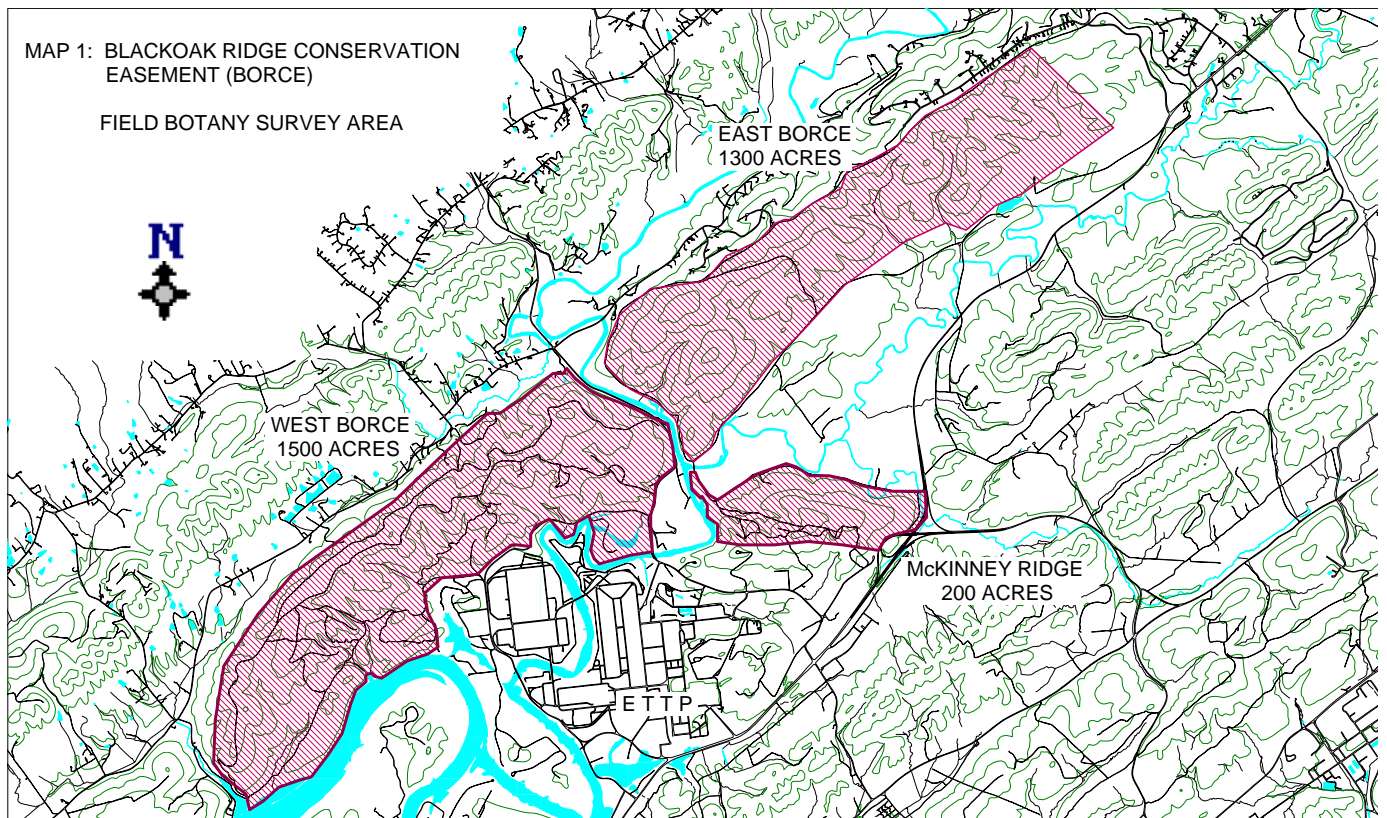 MAP 1: BLACKOAK RIDGE CONSERVATION
EASEMENT (BORCE)
FIELD BOTANY SURVEY AREA
N
EAST BORCE
1300 ACRES
WEST BORCE
1500 ACRES
McKINNEY RIDGE
200 ACRES
E T T P